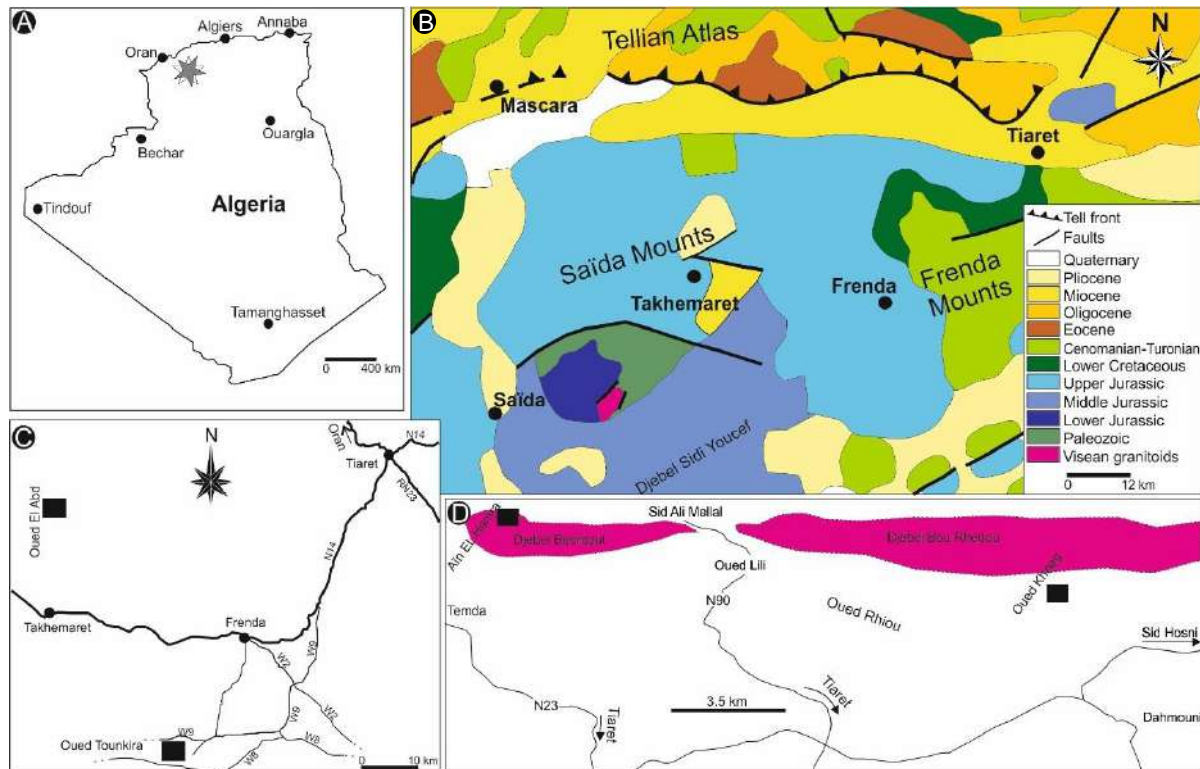 A
Annaba
Algiers
Oran
Ouargla
Bechar
Algeria
Tindouf
Tamanghasset
0 400 km
B
Tellian Atlas
N
Mascara
Tiaret
Saïda Mounts
Takhemaret
Frenda
Frenda
Mounts
Saïda
Djebel Sidi Youcef
Tell front
Faults
Quaternary
Pliocene
Miocene
Oligocene
Eocene
Cenomanian-Turonian
Lower Cretaceous
Upper Jurassic
Middle Jurassic
Lower Jurassic
Paleozoic
Visean granitoids
0 12 km
C
N
Oran
N14
Tiaret
RN23
Oued El Abd
N14
Takhemaret
Frenda
W2
W9
W9
W2
W9
Oued Tounkira
W8
W8
0 10 km
D
Sid Ali Mellal
Djebel Bou Rheddou
Oued Lili
Temda
N90
Oued Rhiou
Oued Khoreg
Sid Hosni
N23
Tiaret
3.5 km
Tiaret
Dahmouni